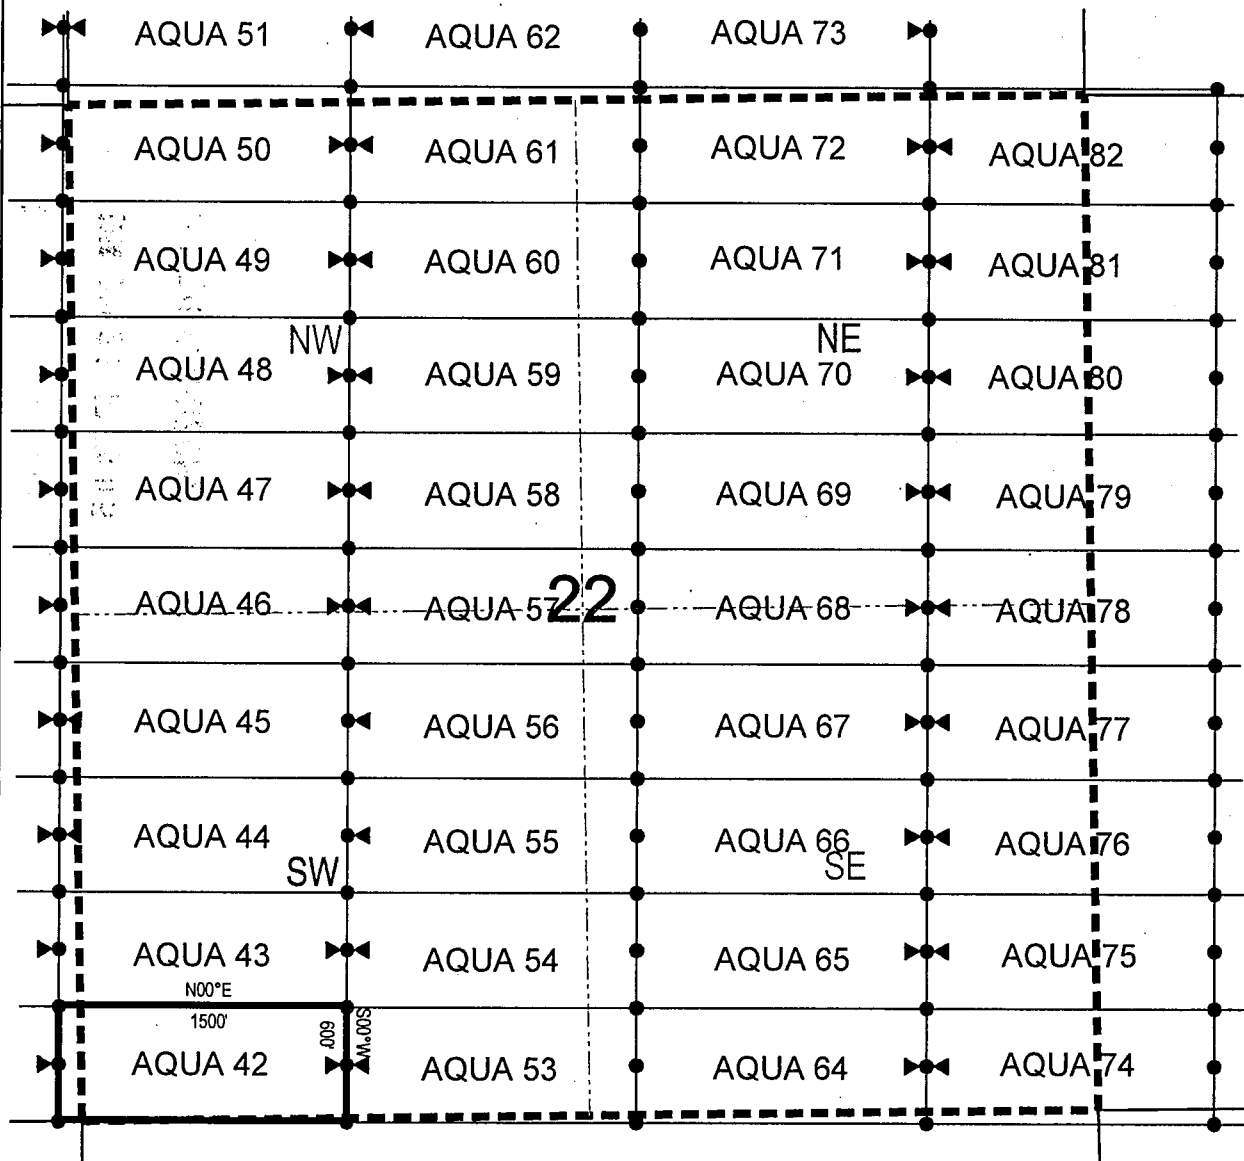 AQUA 51 AQUA 62 AQUA 73
AQUA 50 AQUA 61 AQUA 72 AQUA 82
AQUA 49 AQUA 60 AQUA 71 AQUA 81
NW NE
AQUA 48 AQUA 59 AQUA 70 AQUA 80
AQUA 47 AQUA 58 AQUA 69 AQUA 79
AQUA 46 AQUA 57 22 AQUA 68 AQUA 78
AQUA 45 AQUA 56 AQUA 67 AQUA 77
AQUA 44 AQUA 55 AQUA 66 AQUA 76
SW SE
AQUA 43 AQUA 54 AQUA 65 AQUA 75
N00°E
1500'
600'
S00°W
AQUA 42 AQUA 53 AQUA 64 AQUA 74